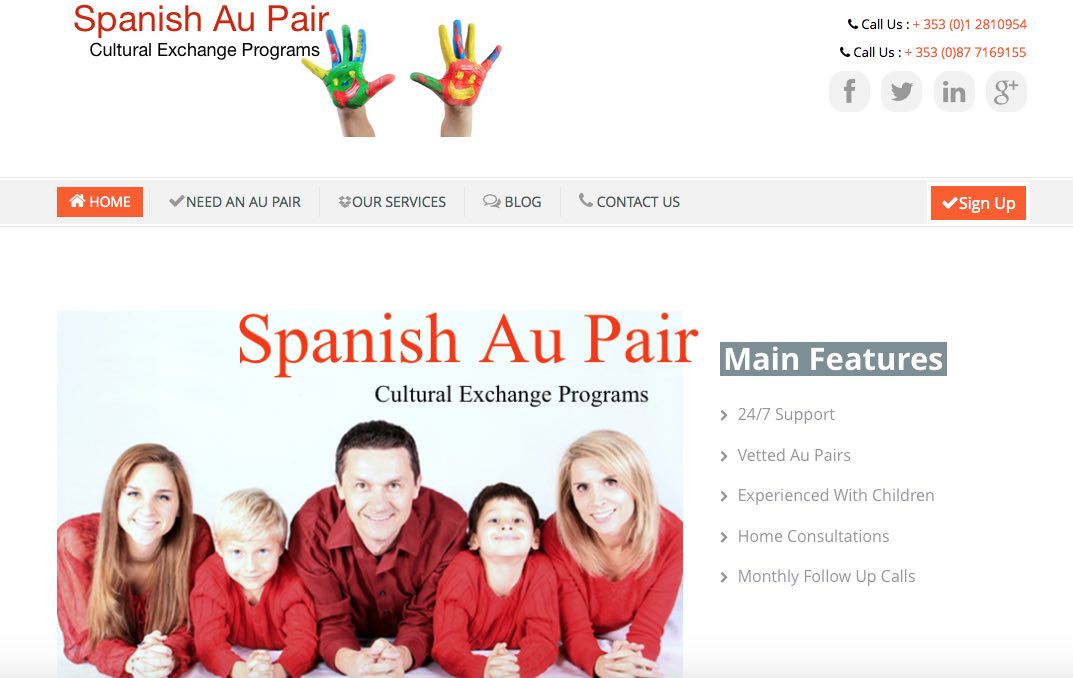 Spanish Au Pair
Cultural Exchange Programs
Call Us : + 353 (0)1 2810954
Call Us : + 353 (0)87 7169155
HOME
NEED AN AU PAIR
OUR SERVICES
BLOG
CONTACT US
Sign Up
Spanish Au Pair
Cultural Exchange Programs
Main Features
24/7 Support
Vetted Au Pairs
Experienced With Children
Home Consultations
Monthly Follow Up Calls